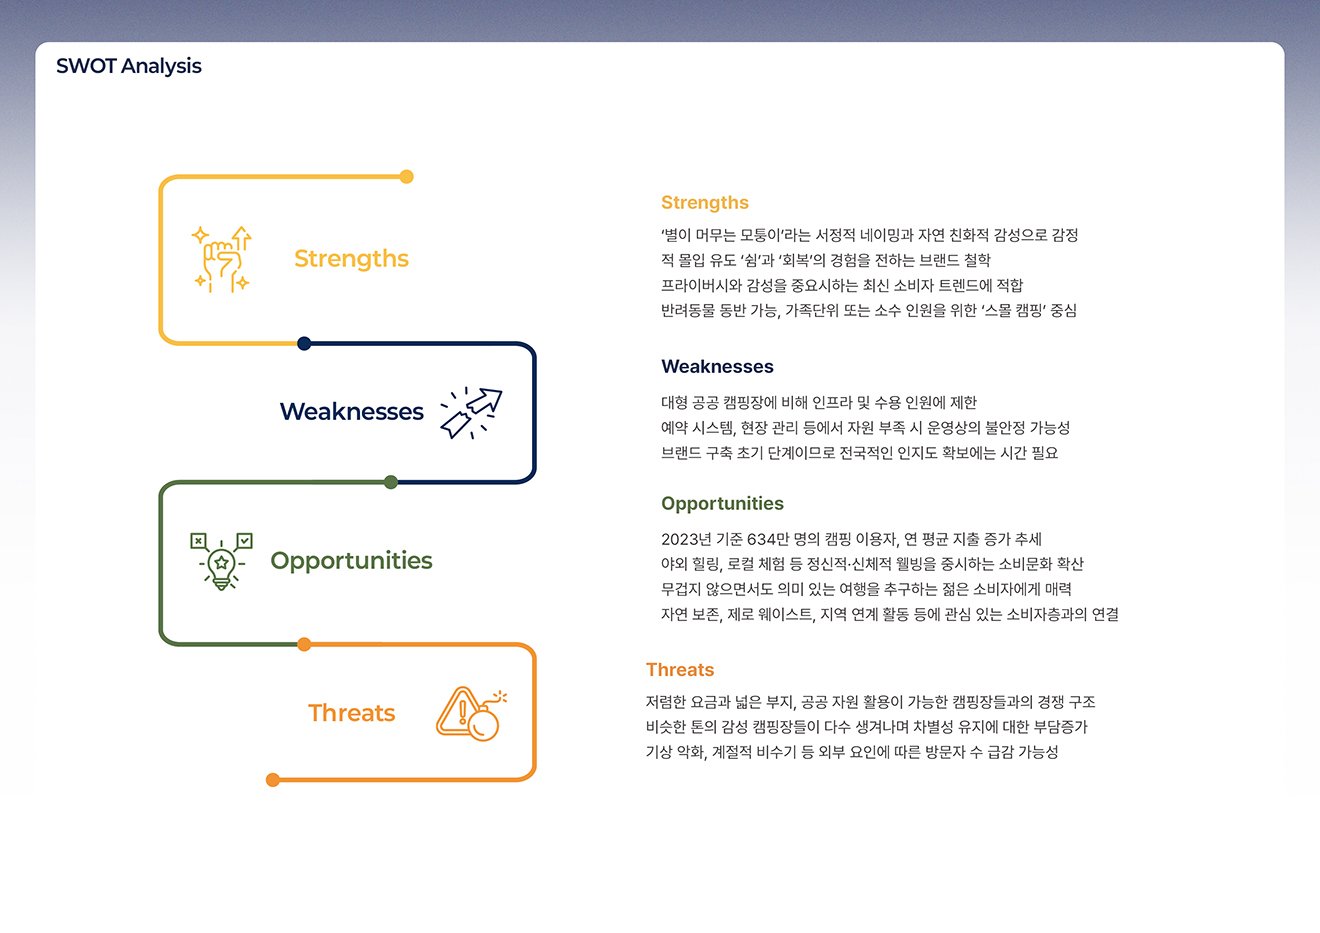 SWOT Analysis
Strengths
Weaknesses
Opportunities
Threats
Strengths
‘별이 머무는 모퉁이’라는 서정적 네이밍과 자연 친화적 감성으로 감정
적 몰입 유도 ‘쉼’과 ‘회복’의 경험을 전하는 브랜드 철학
프라이버시와 감성을 중요시하는 최신 소비자 트렌드에 적합
반려동물 동반 가능, 가족단위 또는 소수 인원을 위한 ‘스몰 캠핑’ 중심
Weaknesses
대형 공공 캠핑장에 비해 인프라 및 수용 인원에 제한
예약 시스템, 현장 관리 등에서 자원 부족 시 운영상의 불안정 가능성
브랜드 구축 초기 단계이므로 전국적인 인지도 확보에는 시간 필요
Opportunities
2023년 기준 634만 명의 캠핑 이용자, 연 평균 지출 증가 추세
야외 힐링, 로컬 체험 등 정신적·신체적 웰빙을 중시하는 소비문화 확산
무겁지 않으면서도 의미 있는 여행을 추구하는 젊은 소비자에게 매력
자연 보존, 제로 웨이스트, 지역 연계 활동 등에 관심 있는 소비자층과의 연결
Threats
저렴한 요금과 넓은 부지, 공공 자원 활용이 가능한 캠핑장들과의 경쟁 구조
비슷한 톤의 감성 캠핑장들이 다수 생겨나며 차별성 유지에 대한 부담증가
기상 악화, 계절적 비수기 등 외부 요인에 따른 방문자 수 급감 가능성